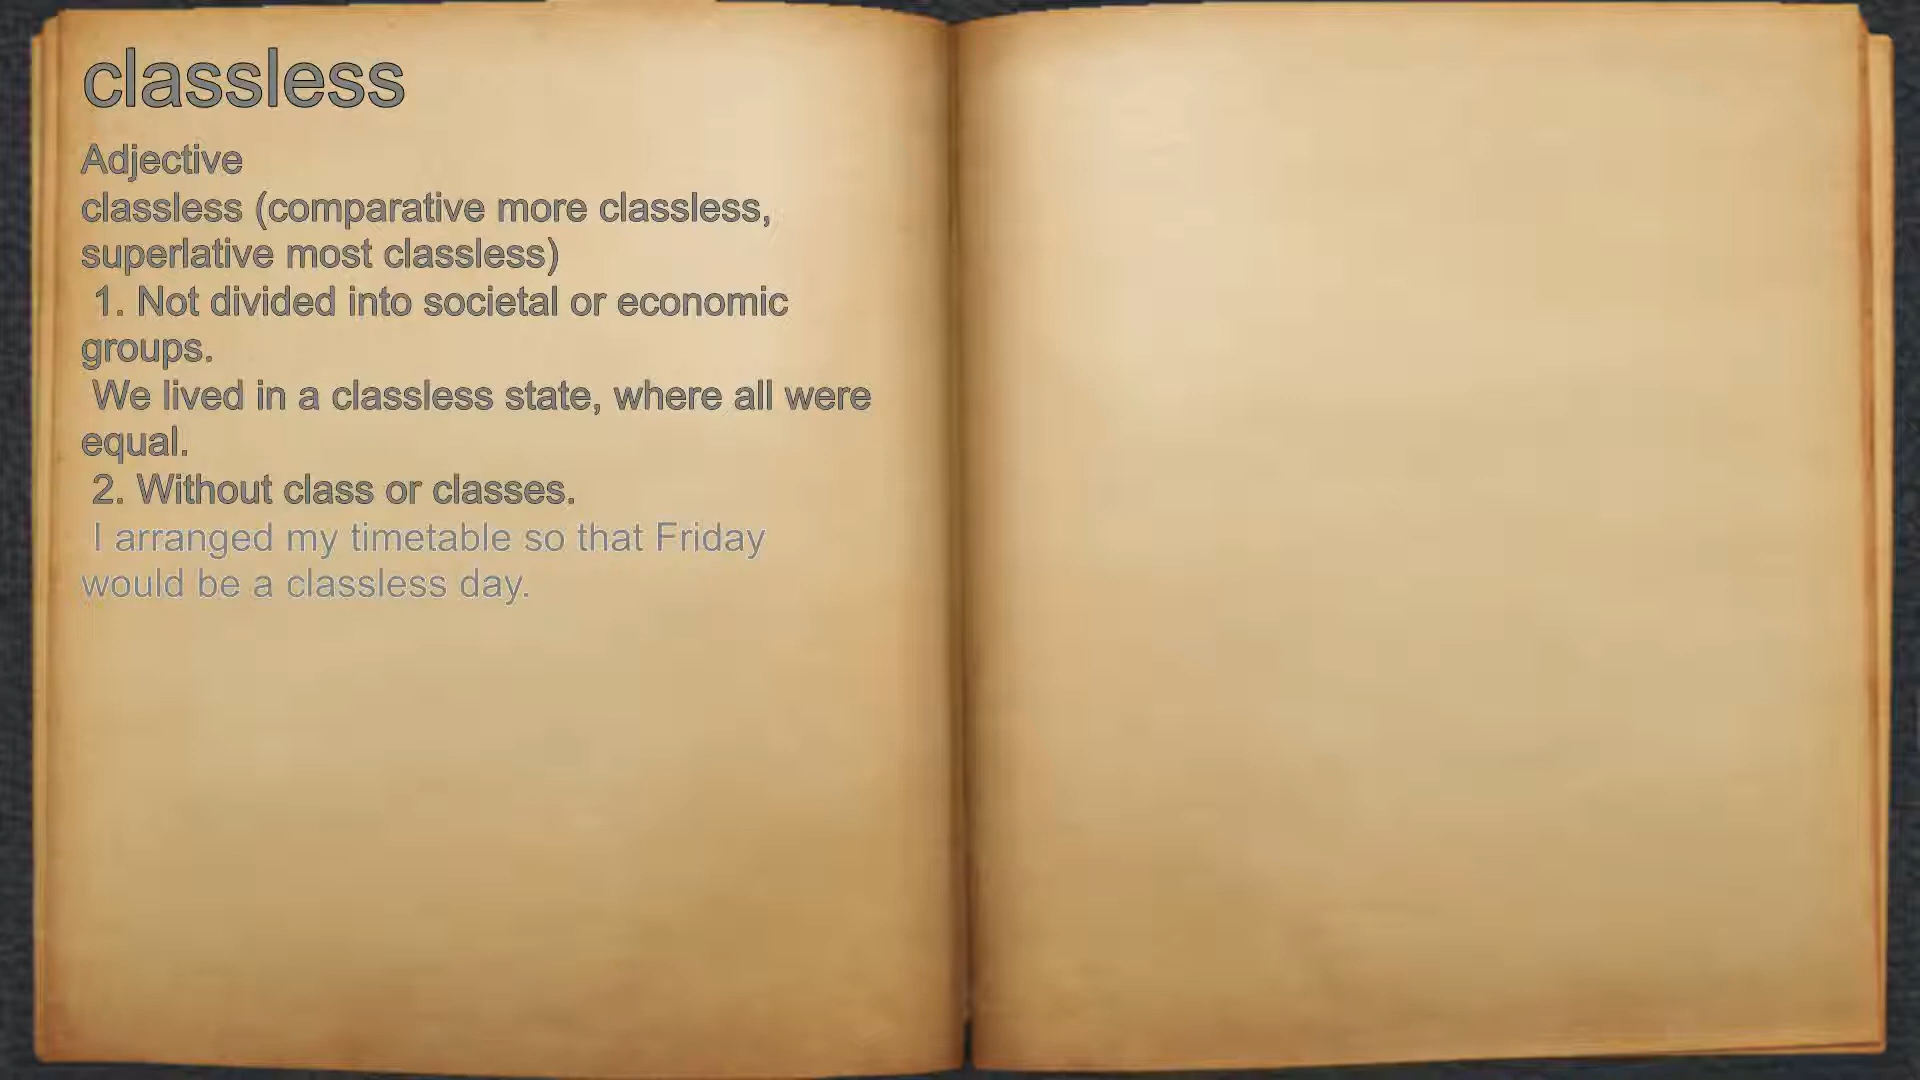 classless
Adjective
classless (comparative more classless,
superlative most classless)
1. Not divided into societal or economic
groups.
We lived in a classless state, where all were
equal.
2. Without class or classes.
I arranged my timetable so that Friday
would be a classless day.